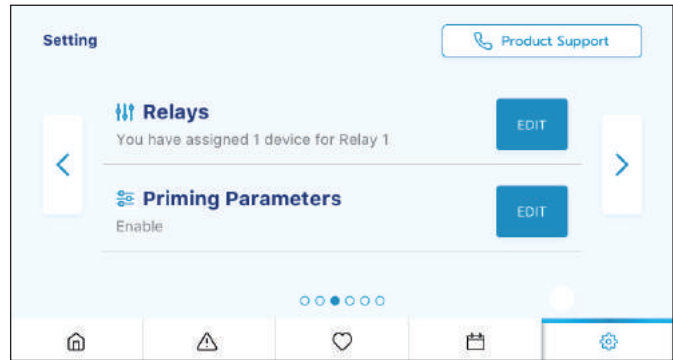 Setting
Product Support
Relays
You have assigned 1 device for Relay 1
EDIT
Priming Parameters
Enable
EDIT